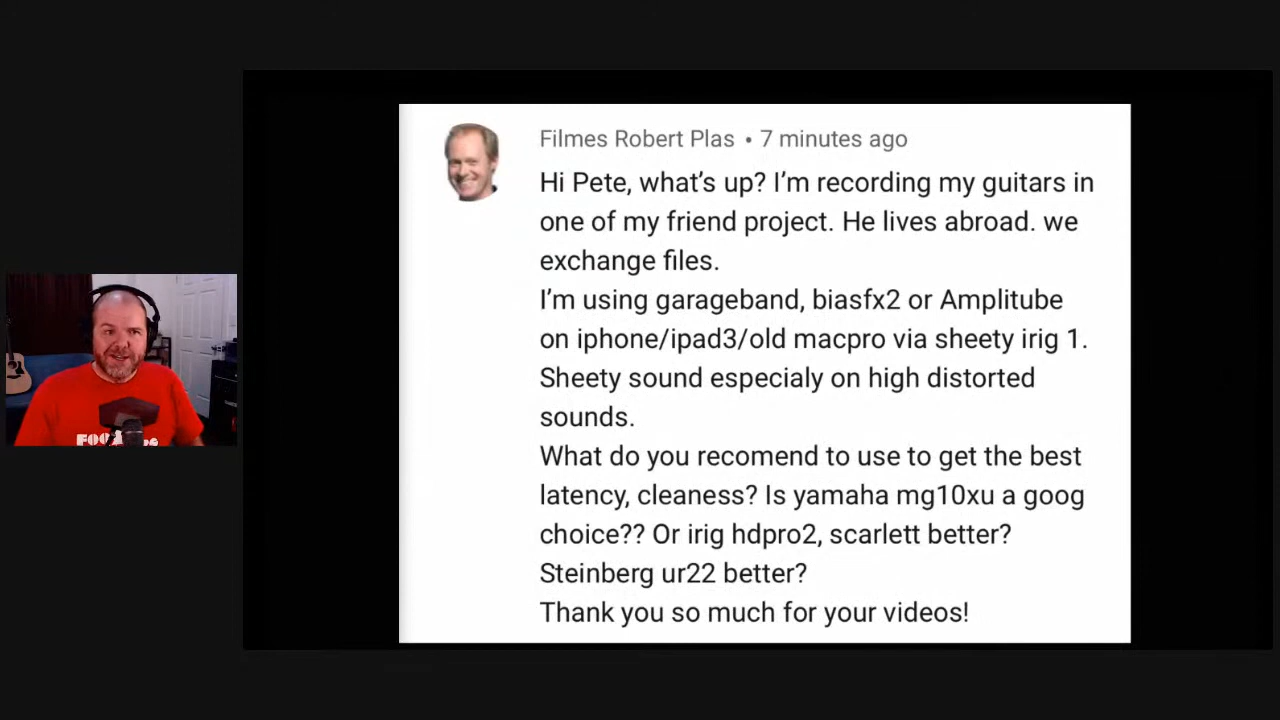 Filmes Robert Plas • 7 minutes ago
Hi Pete, what's up? I'm recording my guitars in
one of my friend project. He lives abroad. we
exchange files.
I'm using garageband, biasfx2 or Amplitube
on iphone/ipad3/old macpro via sheety irig 1.
Sheety sound especialy on high distorted
sounds.
What do you recomend to use to get the best
latency, cleaness? Is yamaha mg10xu a goog
choice?? Or irig hdpro2, scarlett better?
Steinberg ur22 better?
Thank you so much for your videos!